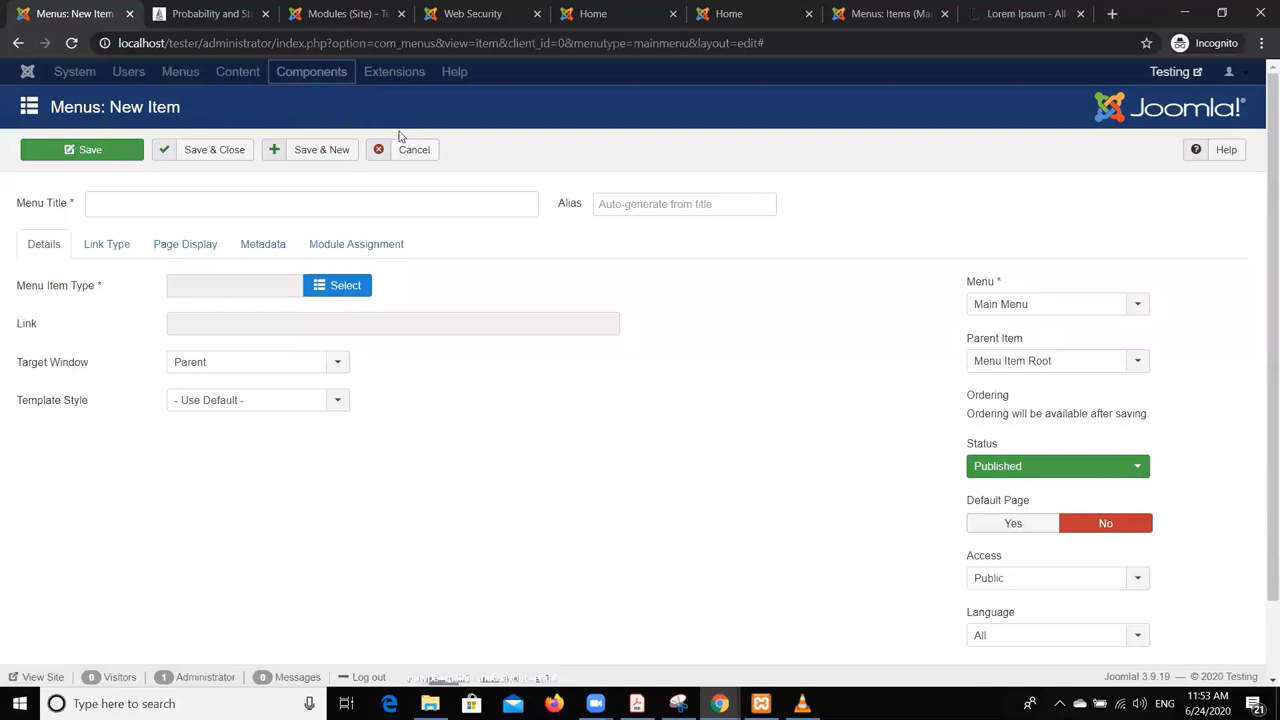 Menus: New Item (
Probability and St
Modules (Site) - Te
Web Security
Home
Home
Menus: Items (Ma
Lorem Ipsum - All
localhost/tester/administrator/index.php?option=com_menus&view=item&client_id=0&menutype=mainmenu&layout=edit#
Incognito
System Users Menus Content Components Extensions Help
Testing
Menus: New Item
Joomla!®
Save
Save & Close
Save & New
Cancel
Help
Menu Title *
Alias
Auto-generate from title
Details Link Type Page Display Metadata Module Assignment
Menu Item Type *
Select
Link
Target Window
Parent
Template Style
- Use Default -
Menu *
Main Menu
Parent Item
Menu Item Root
Ordering
Ordering will be available after saving.
Status
Published
Default Page
Yes No
Access
Public
Language
All
View Site 0 Visitors 1 Administrator 0 Messages Log out
Joomla! 3.9.19 — © 2020 Testing
Type here to search
ENG
11:53 AM
6/24/2020
21